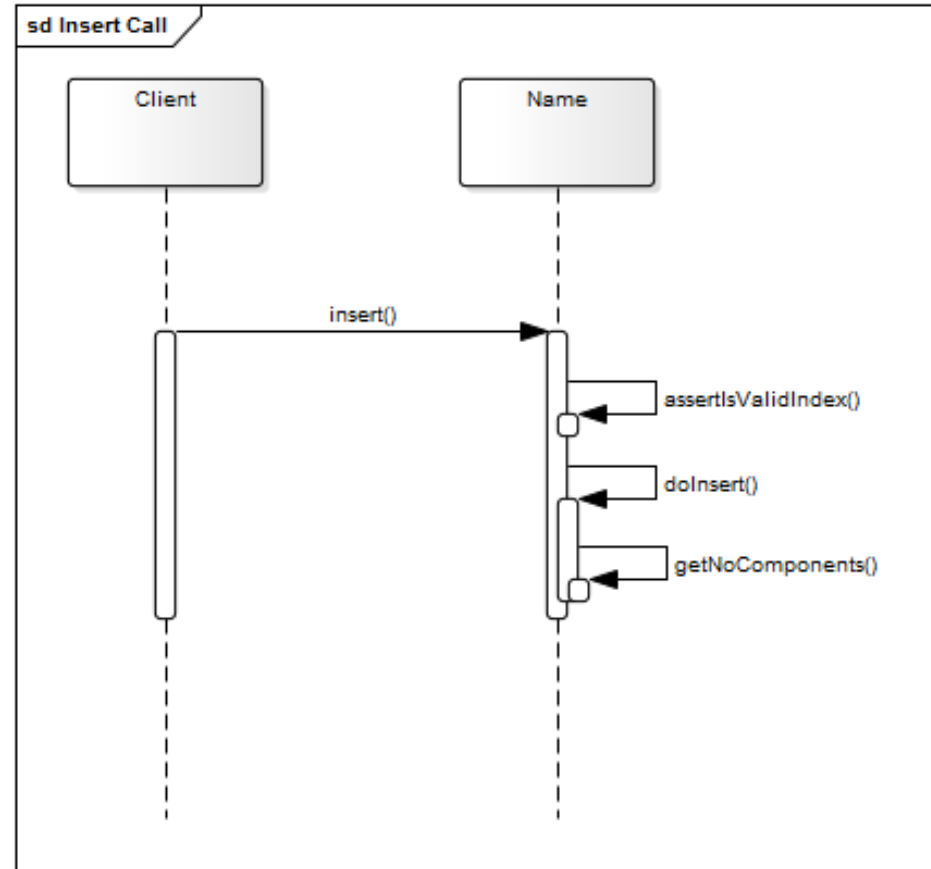 sd Insert Call
Client
Name
insert()
assertIsValidIndex()
doInsert()
getNoComponents()